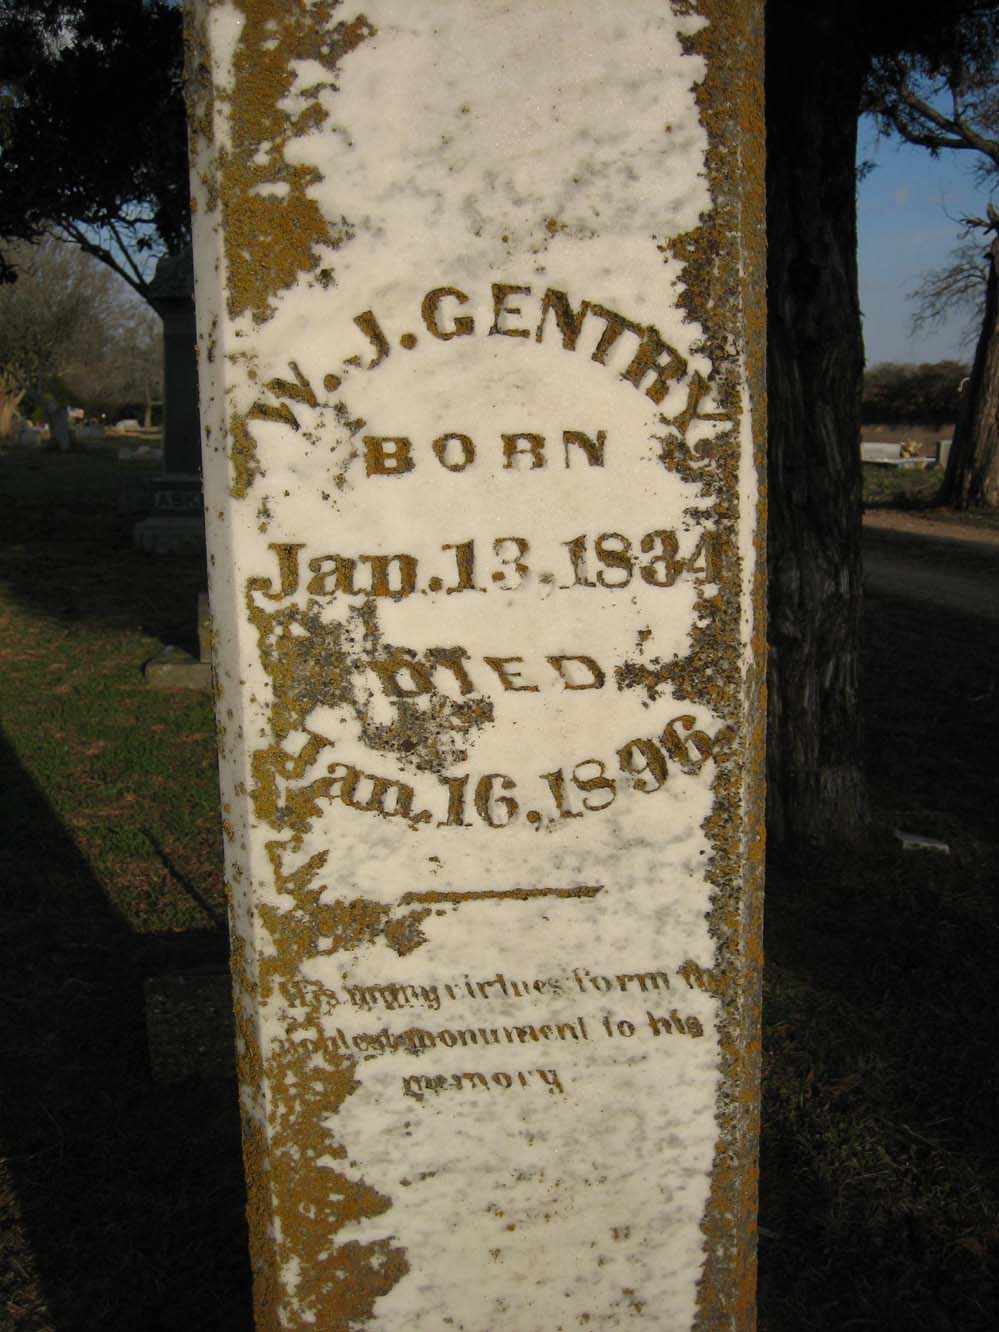 W. J. GENTRY.
BORN
Jan. 13, 1834
DIED
Jan. 16. 1896
His many virtues form the
noblest monument to his
memory